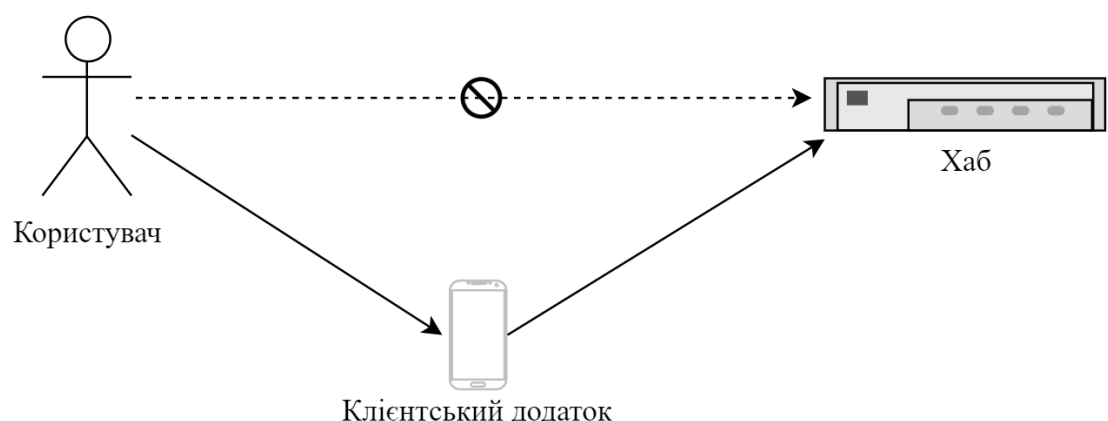 Хаб
Користувач
Клієнтський додаток